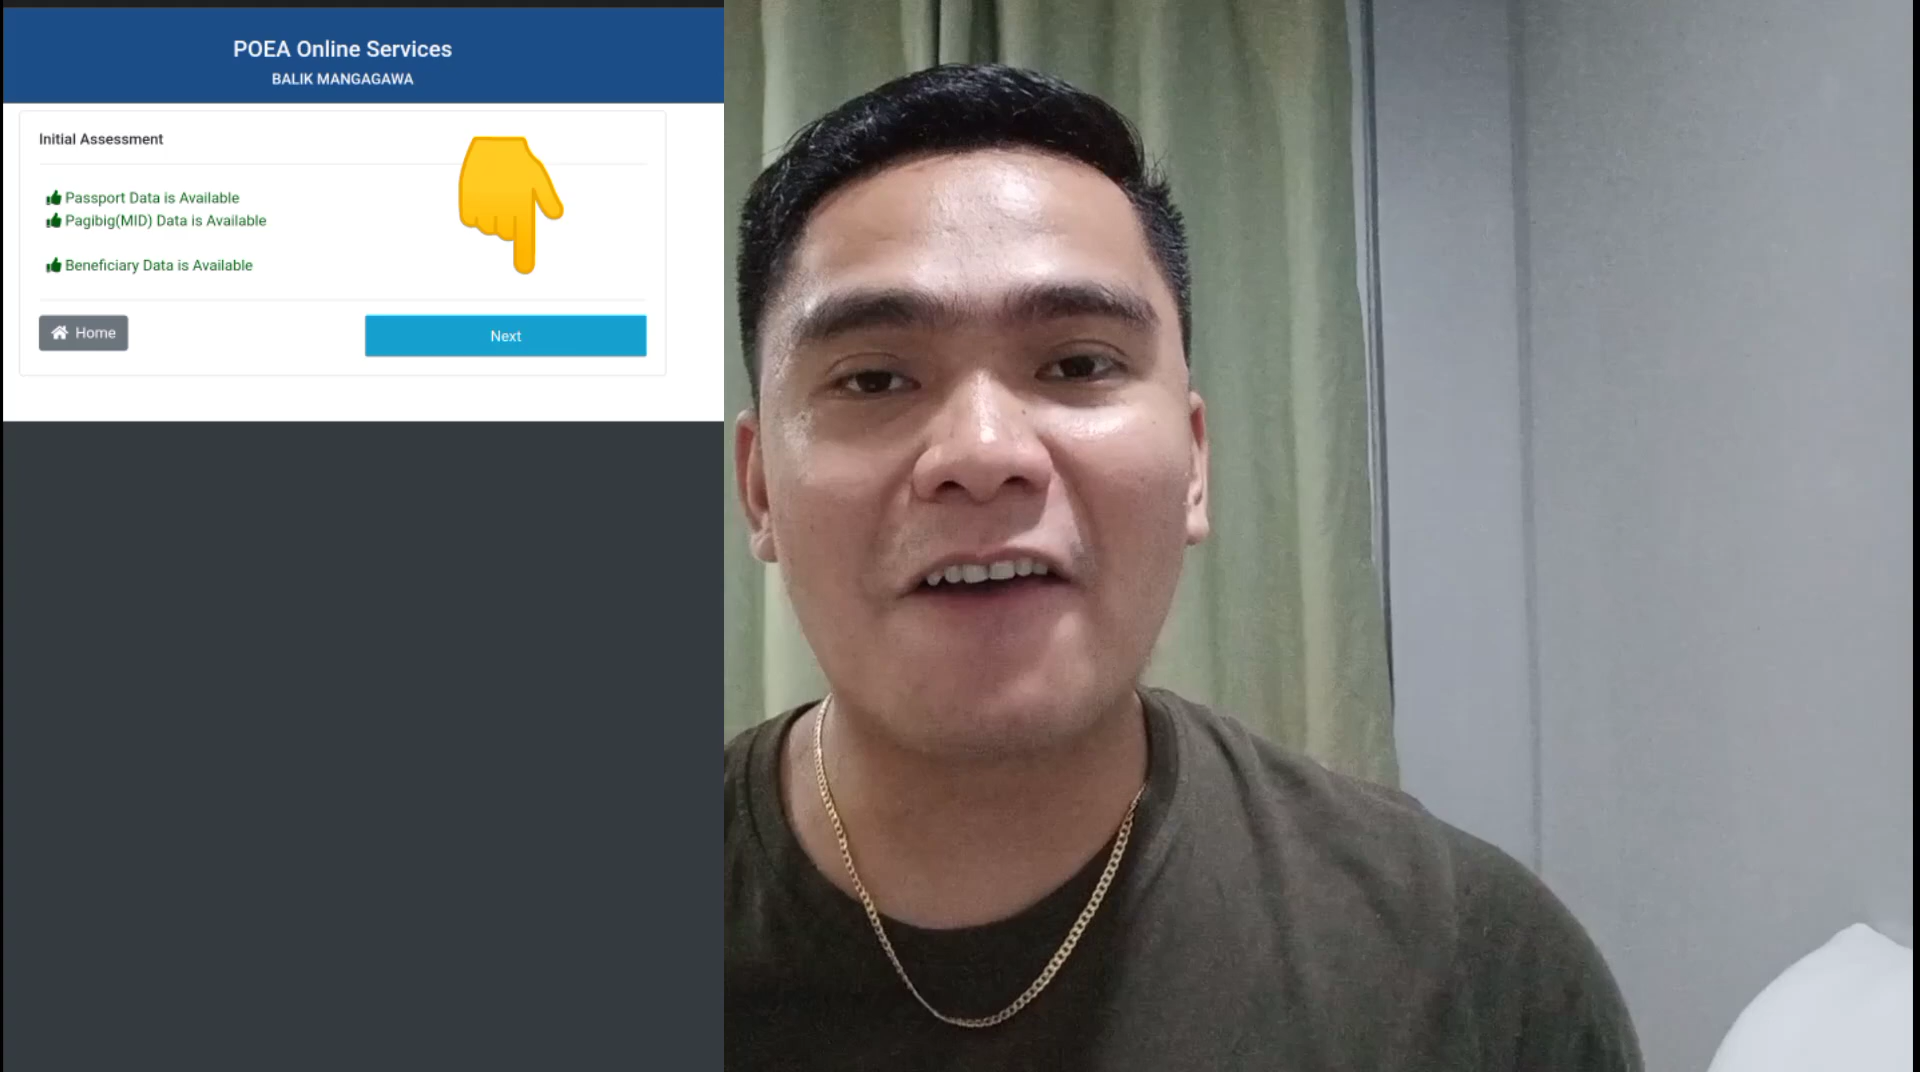 POEA Online Services
BALIK MANGAGAWA
Initial Assessment
Passport Data is Available
Pagibig(MID) Data is Available
Beneficiary Data is Available
Home
Next